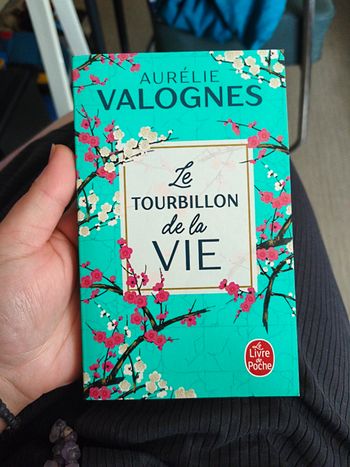 AURÉLIE
VALOGNES
Le
TOURBILLON
de la
VIE
Le
Livre
de
Poche